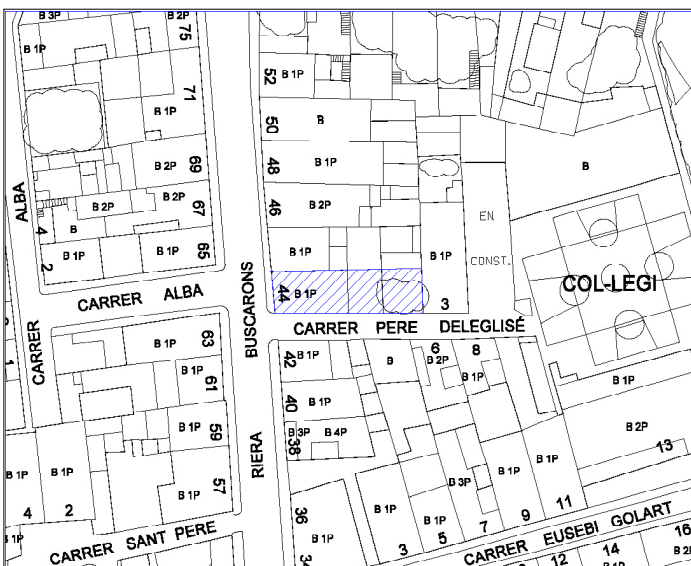 B 3P
B 2P
75
B 1P
71
52
B 1P
B 1P
50
B
48
B 1P
B
B 2P
69
ALBA
B 2P
B 2P
67
46
B 2P
EN
CONST.
4
B
2
B 1P
B 1P
65
B 1P
B 1P
COL·LEGI
44
B 1P
3
CARRER ALBA
BUSCARONS
CARRER PERE DELEGLISÉ
CARRER
B 1P
63
42
B 1P
B
6
B 2P
8
B 1P
1
B 1P
61
B 1P
40
B 1P
B 2P
13
B 1P
59
B 3P
38
B 4P
RIERA
B 1P
B 1P
B 1P
57
B 1P
B 3P
B 1P
B 1P
4
2
36
B 1P
3
5
7
9
11
CARRER SANT PERE
CARRER EUSEBI GOLART
12
14
16
B 1P